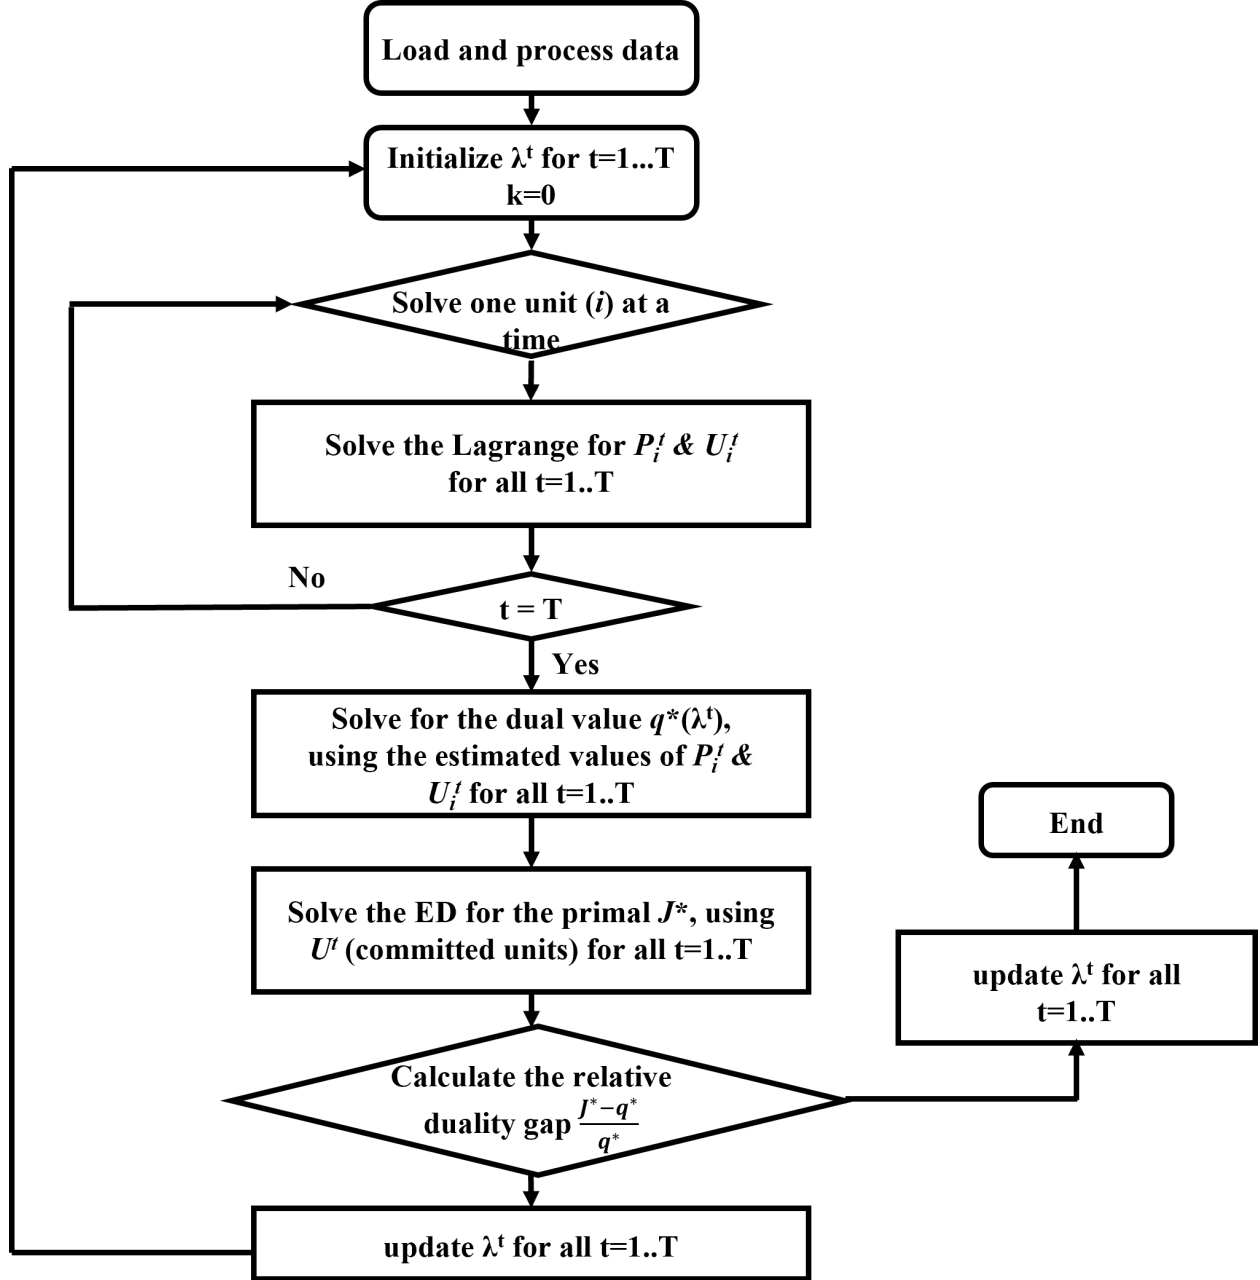 Load and process data
Initialize λᵗ for t=1...T
k=0
Solve one unit (i) at a
time
Solve the Lagrange for Pᵢᵗ & Uᵢᵗ
for all t=1..T
No
t = T
Yes
Solve for the dual value q*(λᵗ),
using the estimated values of Pᵢᵗ &
Uᵢᵗ for all t=1..T
End
Solve the ED for the primal J*, using
Uᵗ (committed units) for all t=1..T
update λᵗ for all
t=1..T
Calculate the relative
duality gap (J*−q*)/q*
update λᵗ for all t=1..T